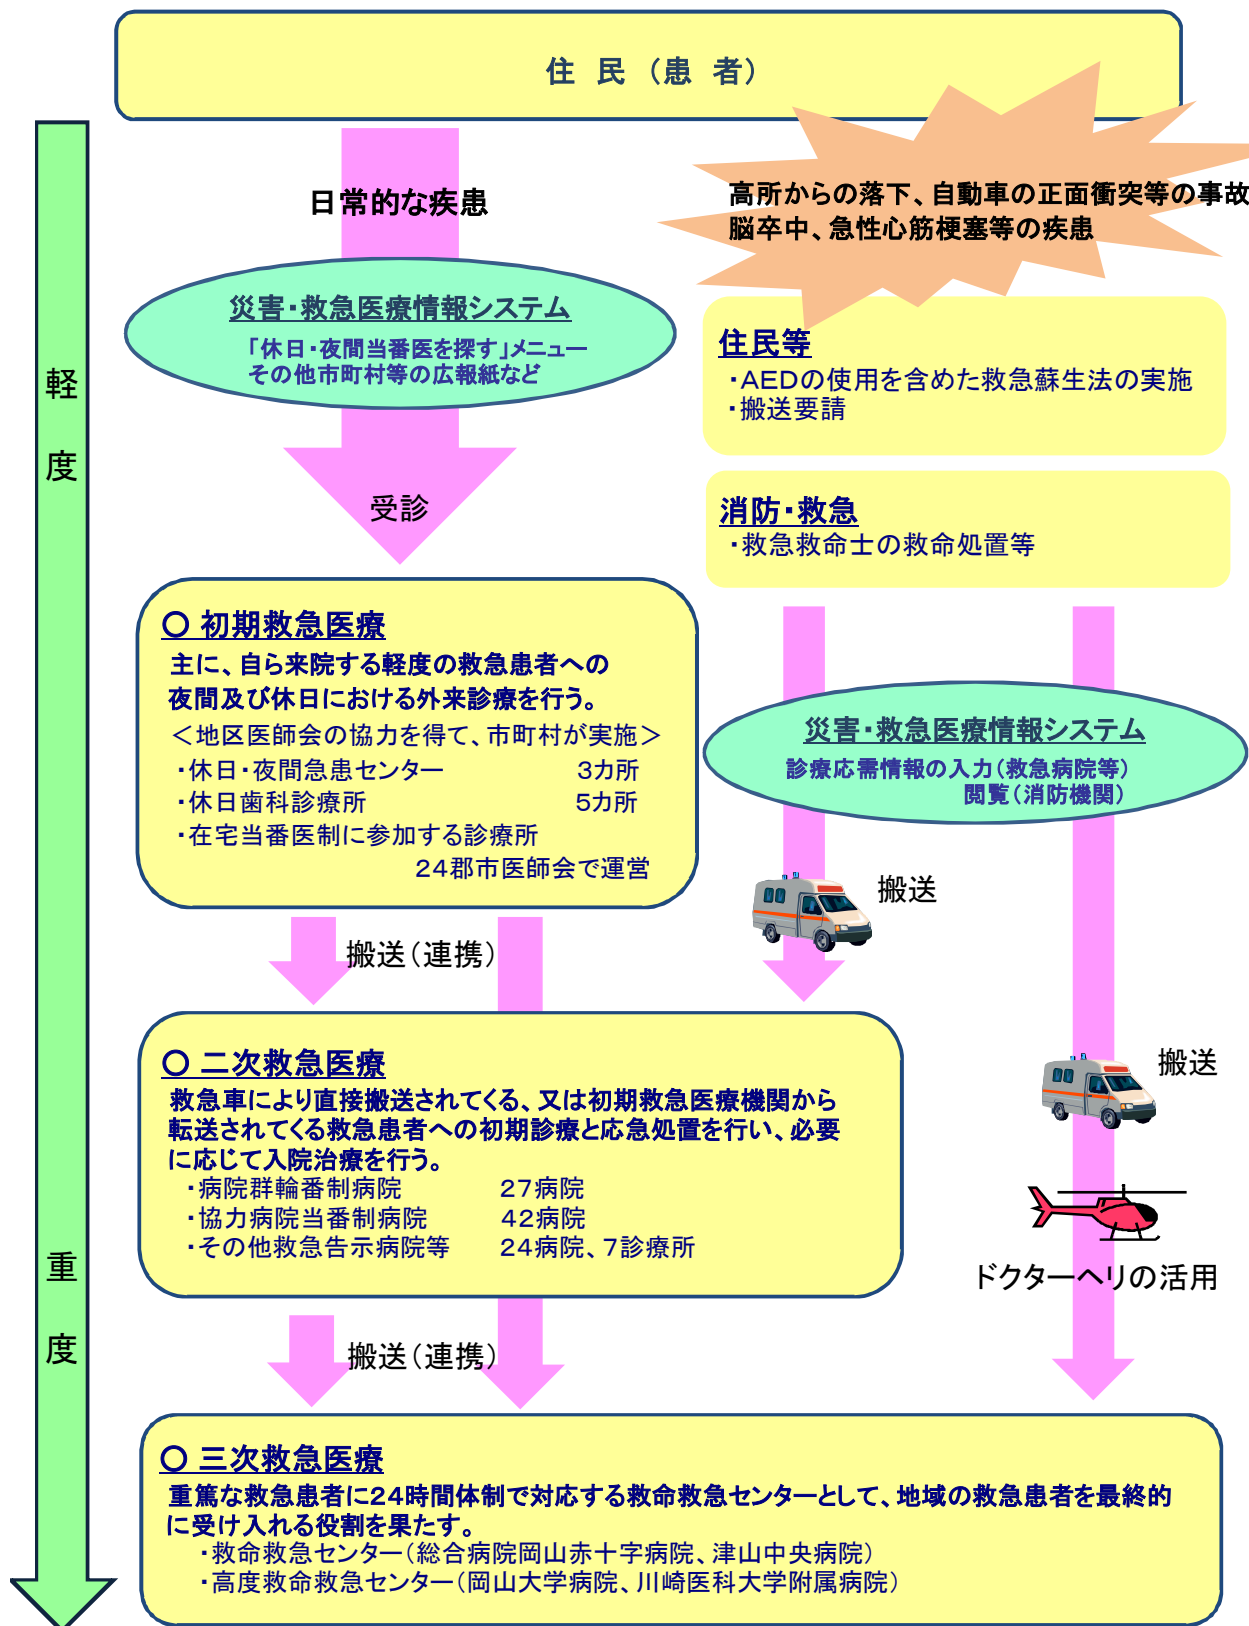 住 民 （患 者）
日常的な疾患
高所からの落下、自動車の正面衝突等の事故
脳卒中、急性心筋梗塞等の疾患
災害・救急医療情報システム
「休日・夜間当番医を探す」メニュー
その他市町村等の広報紙など
受診
住民等
・AEDの使用を含めた救急蘇生法の実施
・搬送要請
消防・救急
・救急救命士の救命処置等
軽
度
○ 初期救急医療
主に、自ら来院する軽度の救急患者への
夜間及び休日における外来診療を行う。
＜地区医師会の協力を得て、市町村が実施＞
・休日・夜間急患センター 3カ所
・休日歯科診療所 5カ所
・在宅当番医制に参加する診療所
24郡市医師会で運営
災害・救急医療情報システム
診療応需情報の入力（救急病院等）
閲覧（消防機関）
搬送
搬送（連携）
○ 二次救急医療
救急車により直接搬送されてくる、又は初期救急医療機関から
転送されてくる救急患者への初期診療と応急処置を行い、必要
に応じて入院治療を行う。
・病院群輪番制病院 27病院
・協力病院当番制病院 42病院
・その他救急告示病院等 24病院、7診療所
搬送
ドクターヘリの活用
重
度
搬送（連携）
○ 三次救急医療
重篤な救急患者に24時間体制で対応する救命救急センターとして、地域の救急患者を最終的
に受け入れる役割を果たす。
・救命救急センター（総合病院岡山赤十字病院、津山中央病院）
・高度救命救急センター（岡山大学病院、川崎医科大学附属病院）